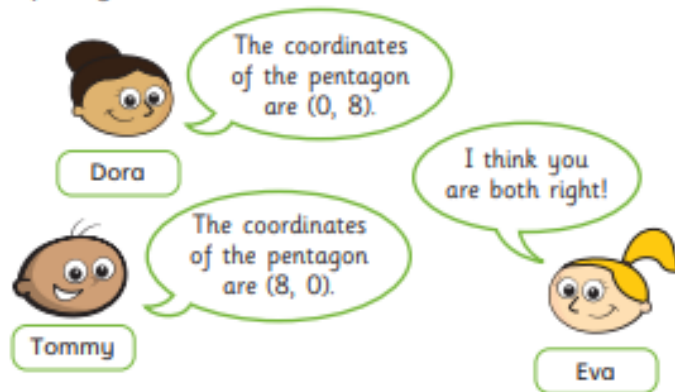 The coordinates
of the pentagon
are (0, 8).
Dora
I think you
are both right!
The coordinates
of the pentagon
are (8, 0).
Tommy
Eva